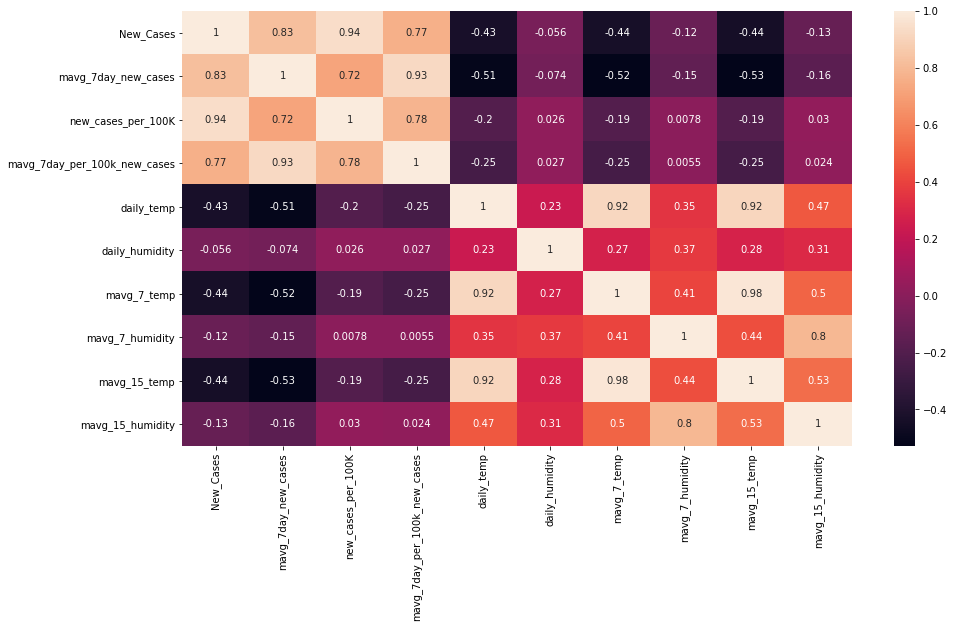 New_Cases 1 0.83 0.94 0.77 -0.43 -0.056 -0.44 -0.12 -0.44 -0.13
mavg_7day_new_cases 0.83 1 0.72 0.93 -0.51 -0.074 -0.52 -0.15 -0.53 -0.16
new_cases_per_100K 0.94 0.72 1 0.78 -0.2 0.026 -0.19 0.0078 -0.19 0.03
mavg_7day_per_100k_new_cases 0.77 0.93 0.78 1 -0.25 0.027 -0.25 0.0055 -0.25 0.024
daily_temp -0.43 -0.51 -0.2 -0.25 1 0.23 0.92 0.35 0.92 0.47
daily_humidity -0.056 -0.074 0.026 0.027 0.23 1 0.27 0.37 0.28 0.31
mavg_7_temp -0.44 -0.52 -0.19 -0.25 0.92 0.27 1 0.41 0.98 0.5
mavg_7_humidity -0.12 -0.15 0.0078 0.0055 0.35 0.37 0.41 1 0.44 0.8
mavg_15_temp -0.44 -0.53 -0.19 -0.25 0.92 0.28 0.98 0.44 1 0.53
mavg_15_humidity -0.13 -0.16 0.03 0.024 0.47 0.31 0.5 0.8 0.53 1
New_Cases
mavg_7day_new_cases
new_cases_per_100K
mavg_7day_per_100k_new_cases
daily_temp
daily_humidity
mavg_7_temp
mavg_7_humidity
mavg_15_temp
mavg_15_humidity
1.0
0.8
0.6
0.4
0.2
0.0
−0.2
−0.4